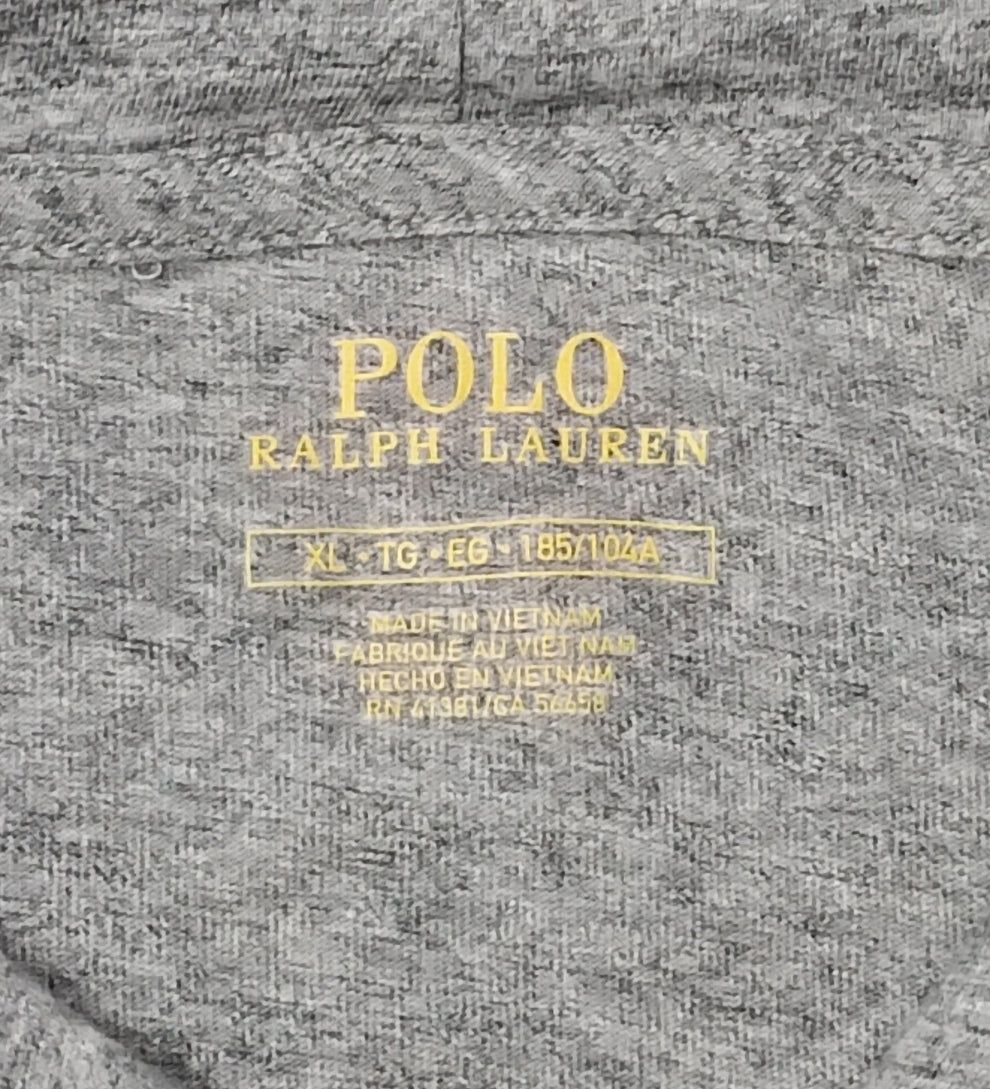 POLO
RALPH LAUREN
XL • TG • EG • 185/104A
MADE IN VIETNAM
FABRIQUE AU VIET NAM
HECHO EN VIETNAM
RN 41381/CA 56658